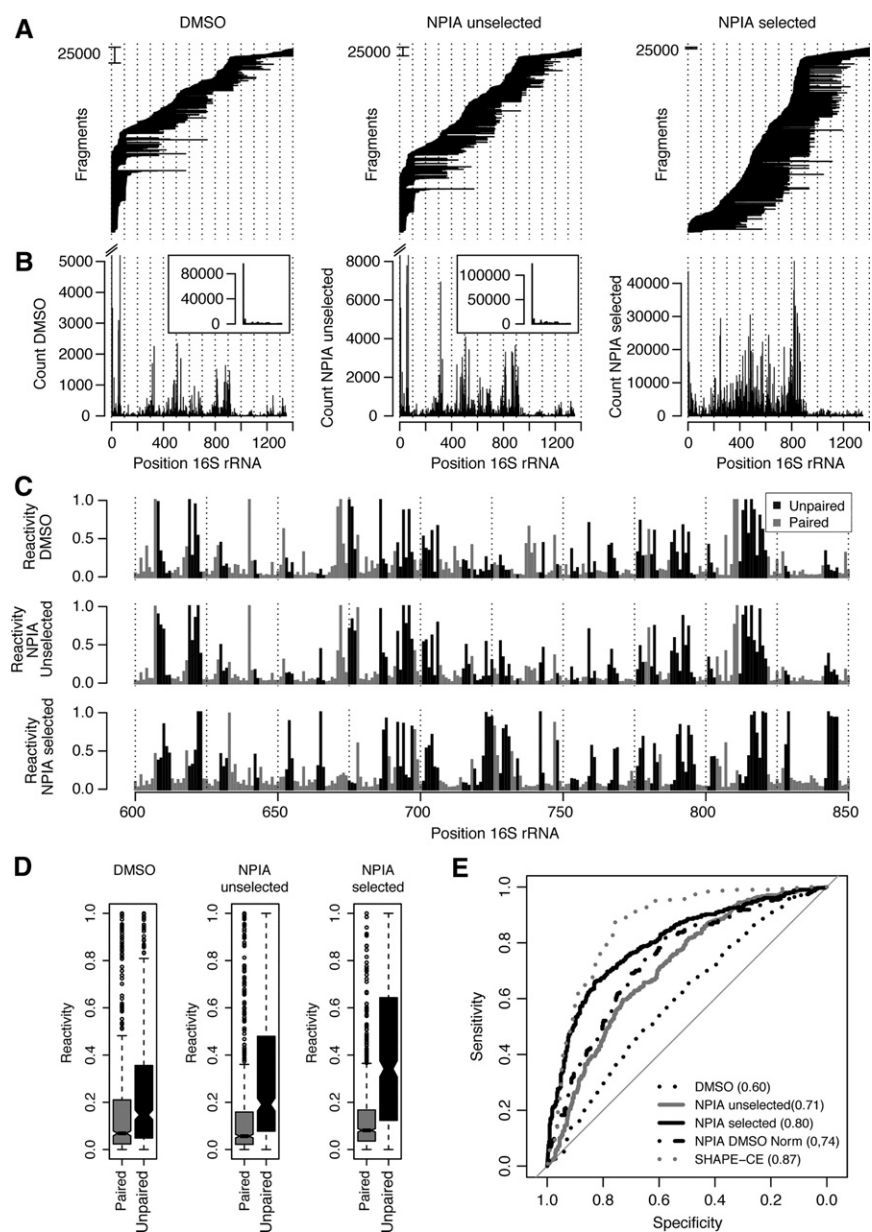 A
DMSO
NPIA unselected
NPIA selected
25000
25000
25000
Fragments
Fragments
Fragments
B
Count DMSO
5000
4000
3000
2000
1000
0
80000
40000
0
Count NPIA unselected
8000
6000
4000
2000
0
100000
50000
0
Count NPIA selected
40000
30000
20000
10000
0
0 400 800 1200
0 400 800 1200
0 400 800 1200
Position 16S rRNA
Position 16S rRNA
Position 16S rRNA
C
Reactivity
DMSO
1.0
0.5
0.0
Unpaired
Paired
Reactivity
NPIA
Unselected
1.0
0.5
0.0
Reactivity
NPIA selected
1.0
0.5
0.0
600 650 700 750 800 850
Position 16S rRNA
D
DMSO
NPIA
unselected
NPIA
selected
Reactivity
1.0
0.8
0.6
0.4
0.2
0.0
Paired
Unpaired
Reactivity
1.0
0.8
0.6
0.4
0.2
0.0
Paired
Unpaired
Reactivity
1.0
0.8
0.6
0.4
0.2
0.0
Paired
Unpaired
E
Sensitivity
1.0
0.8
0.6
0.4
0.2
0.0
DMSO (0.60)
NPIA unselected(0.71)
NPIA selected (0.80)
NPIA DMSO Norm (0,74)
SHAPE-CE (0.87)
1.0 0.8 0.6 0.4 0.2 0.0
Specificity